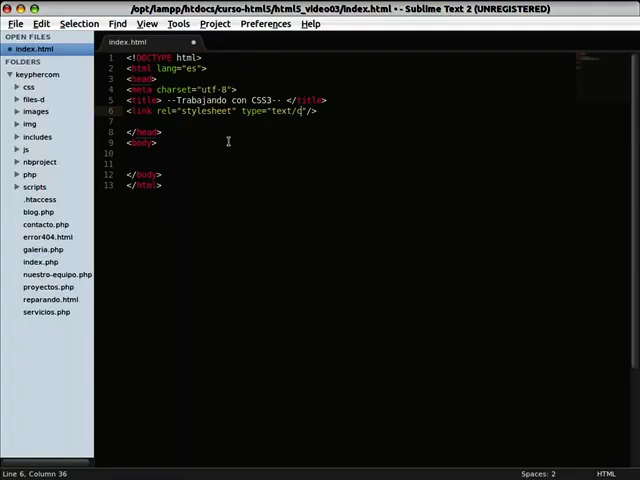 /opt/lampp/htdocs/curso-html5/html5_video03/index.html • - Sublime Text 2 (UNREGISTERED)
File Edit Selection Find View Goto Tools Project Preferences Help
OPEN FILES
index.html
FOLDERS
keyphercom
css
files-d
images
img
includes
js
nbproject
php
scripts
.htaccess
blog.php
contacto.php
error404.html
galeria.php
index.php
nuestro-equipo.php
proyectos.php
reparando.html
servicios.php
index.html
1 <!DOCTYPE html>
2 <html lang="es">
3 <head>
4 <meta charset="utf-8">
5 <title> --Trabajando con CSS3-- </title>
6 <link rel="stylesheet" type="text/c"/>
7
8 </head>
9 <body>
10
11
12 </body>
13 </html>
Line 6, Column 36
Spaces: 2
HTML